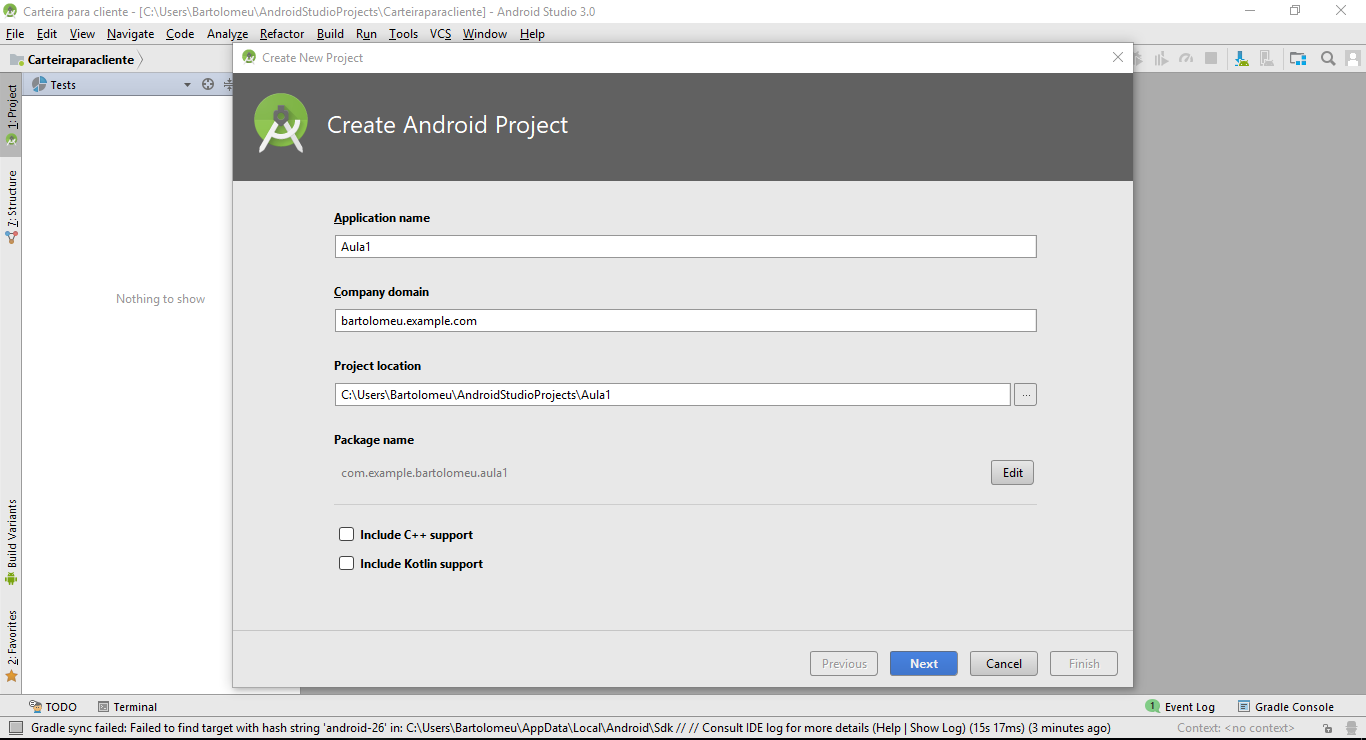 Carteira para cliente - [C:\Users\Bartolomeu\AndroidStudioProjects\Carteiraparacliente] - Android Studio 3.0
File Edit View Navigate Code Analyze Refactor Build Run Tools VCS Window Help
Carteiraparacliente
Create New Project
1: Project
Tests
Create Android Project
7: Structure
Application name
Aula1
Company domain
Nothing to show
bartolomeu.example.com
Project location
C:\Users\Bartolomeu\AndroidStudioProjects\Aula1
...
Package name
com.example.bartolomeu.aula1
Edit
Build Variants
Include C++ support
Include Kotlin support
2: Favorites
Previous Next Cancel Finish
TODO Terminal 1 Event Log Gradle Console
Gradle sync failed: Failed to find target with hash string 'android-26' in: C:\Users\Bartolomeu\AppData\Local\Android\Sdk // // Consult IDE log for more details (Help | Show Log) (15s 17ms) (3 minutes ago) Context: <no context>